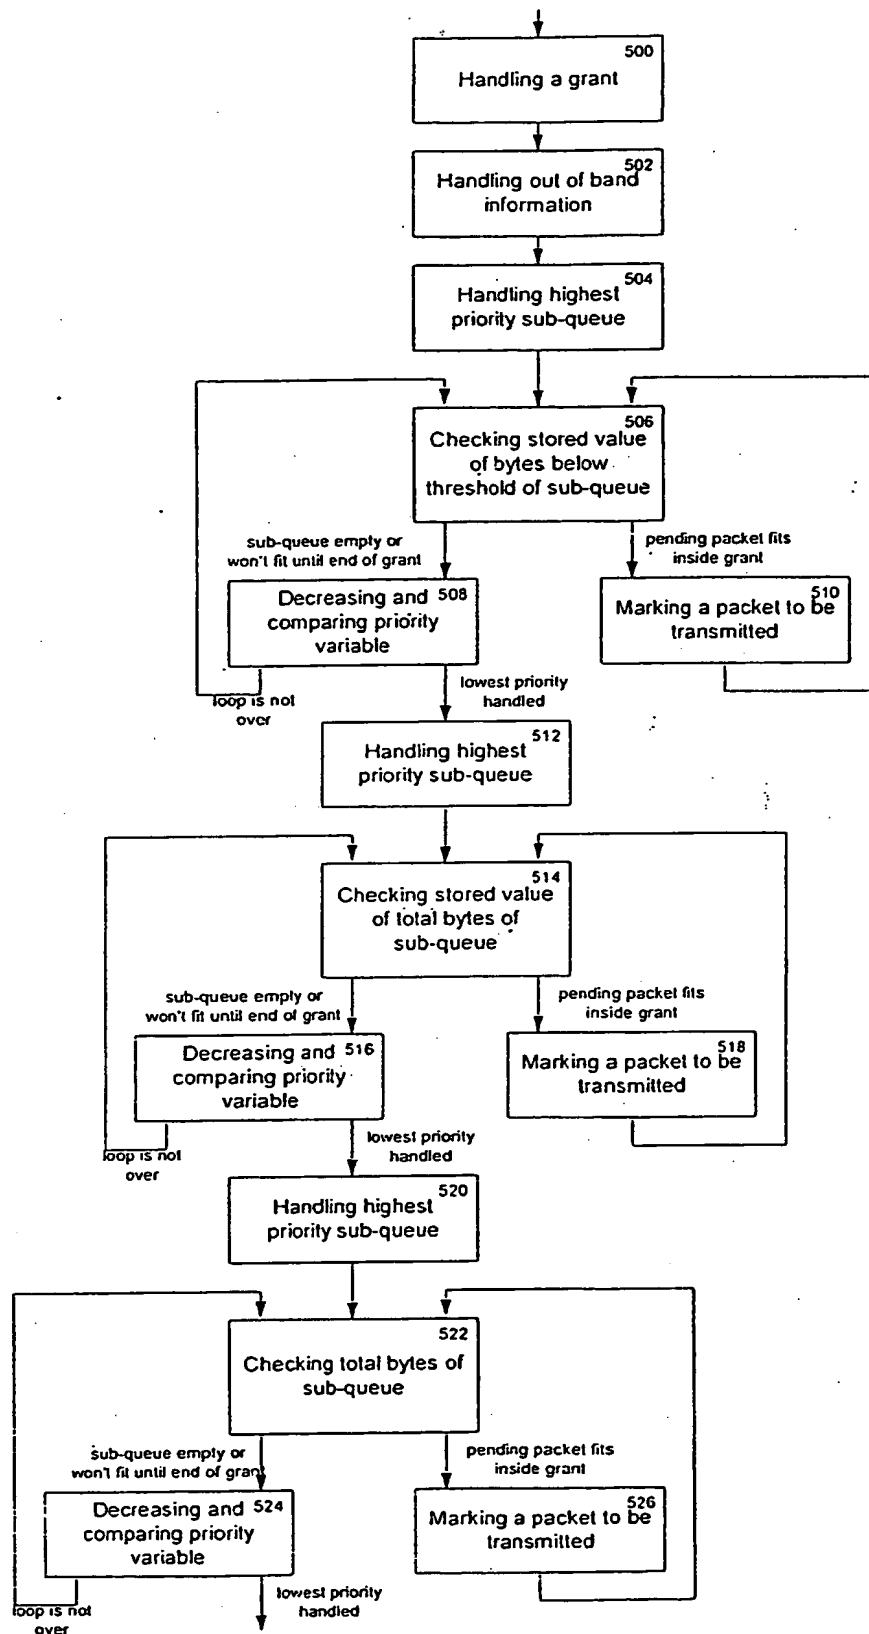 500
Handling a grant
502
Handling out of band
information
504
Handling highest
priority sub-queue
506
Checking stored value
of bytes below
threshold of sub-queue
sub-queue empty or
won't fit until end of grant
pending packet fits
inside grant
508
Decreasing and
comparing priority
variable
510
Marking a packet to be
transmitted
loop is not
over
lowest priority
handled
512
Handling highest
priority sub-queue
514
Checking stored value
of total bytes of
sub-queue
sub-queue empty or
won't fit until end of grant
pending packet fits
inside grant
516
Decreasing and
comparing priority
variable
518
Marking a packet to be
transmitted
loop is not
over
lowest priority
handled
520
Handling highest
priority sub-queue
522
Checking total bytes of
sub-queue
sub-queue empty or
won't fit until end of grant
pending packet fits
inside grant
524
Decreasing and
comparing priority
variable
526
Marking a packet to be
transmitted
loop is not
over
lowest priority
handled